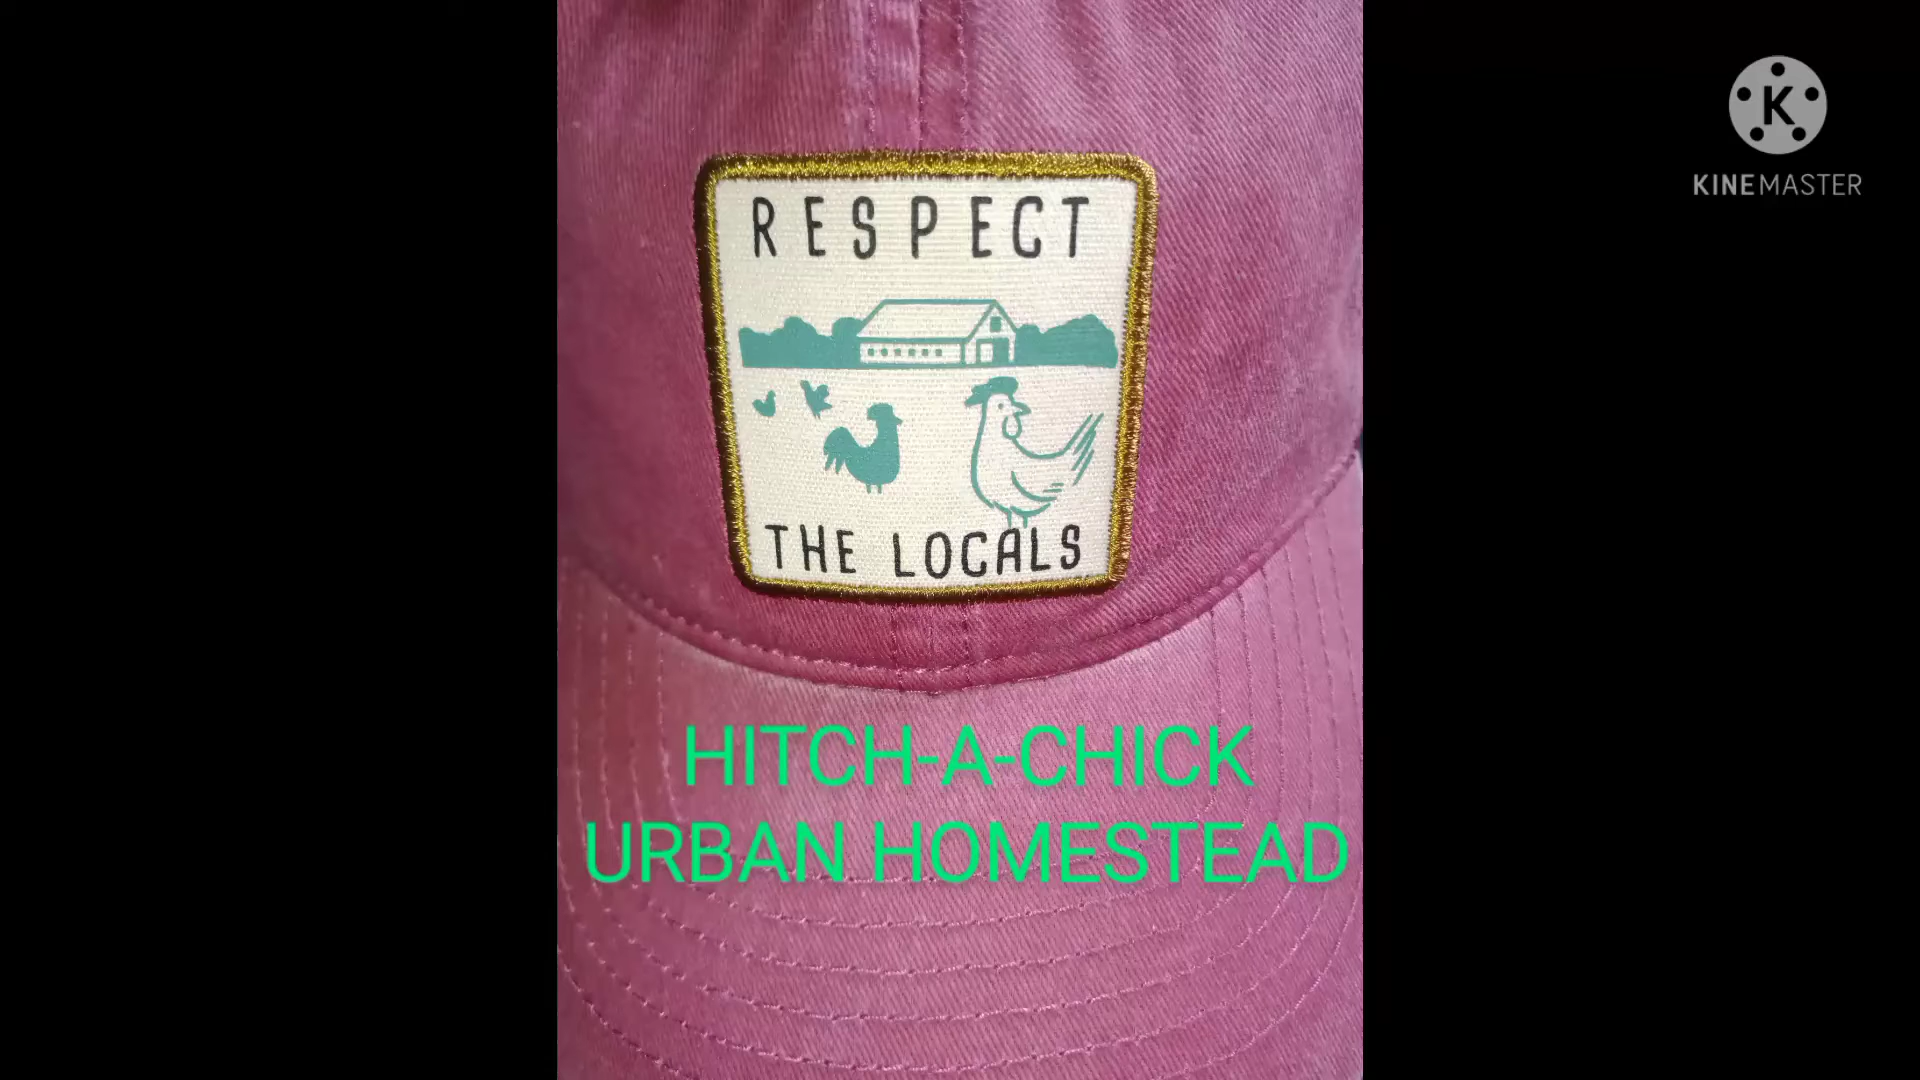 RESPECT
THE LOCALS
HITCH-A-CHICK
URBAN HOMESTEAD
K
KINEMASTER